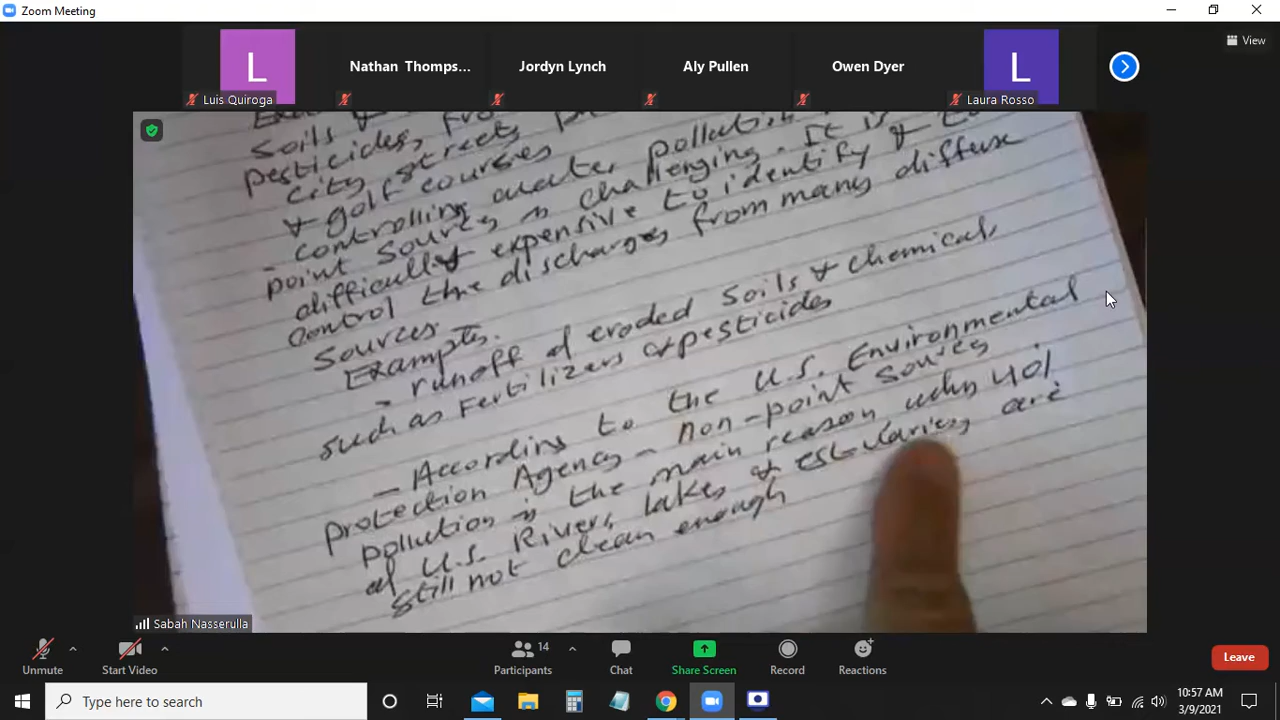 Zoom Meeting
View
L
Nathan Thomps...
Jordyn Lynch
Aly Pullen
Owen Dyer
L
Luis Quiroga
Laura Rosso
soils &
pesticides, from
city streets
& golf courses
- controlling water pollution
point sources is challenging. It is
difficult & expensive to identify & to
control the discharges from many diffuse
sources.
Examples.
- runoff of eroded soils & chemicals
such as Fertilizers & pesticides
- According to the U.S. Environmental
protection Agency - non-point sources
pollution is the main reason why 40%
of U.S. Rivers, lakes & estuaries are
still not clean enough
Sabah Nasserulla
Unmute
Start Video
14
Participants
Chat
Share Screen
Record
Reactions
Leave
Type here to search
10:57 AM
3/9/2021